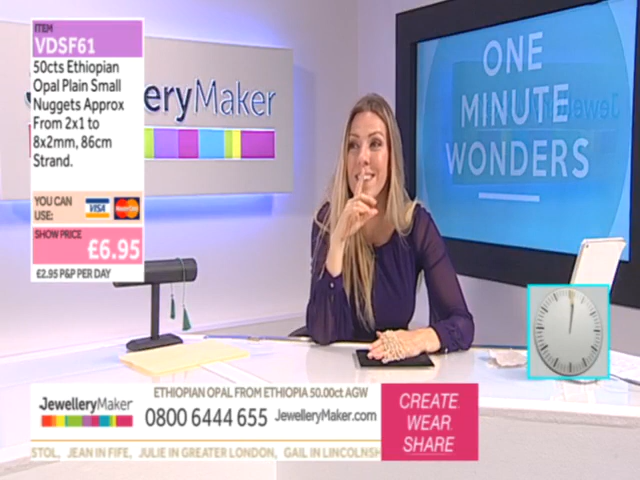 ITEM
VDSF61
50cts Ethiopian
Opal Plain Small
Nuggets Approx
From 2x1 to
8x2mm, 86cm
Strand.
YOU CAN
USE:
VISA
MasterCard
SHOW PRICE
£6.95
£2.95 P&P PER DAY
JewelleryMaker
ONE
MINUTE
WONDERS
JewelleryMaker
ETHIOPIAN OPAL FROM ETHIOPIA 50.00ct AGW
0800 6444 655 JewelleryMaker.com
CREATE.
WEAR.
SHARE
STOL, JEAN IN FIFE, JULIE IN GREATER LONDON, GAIL IN LINCOLNSH